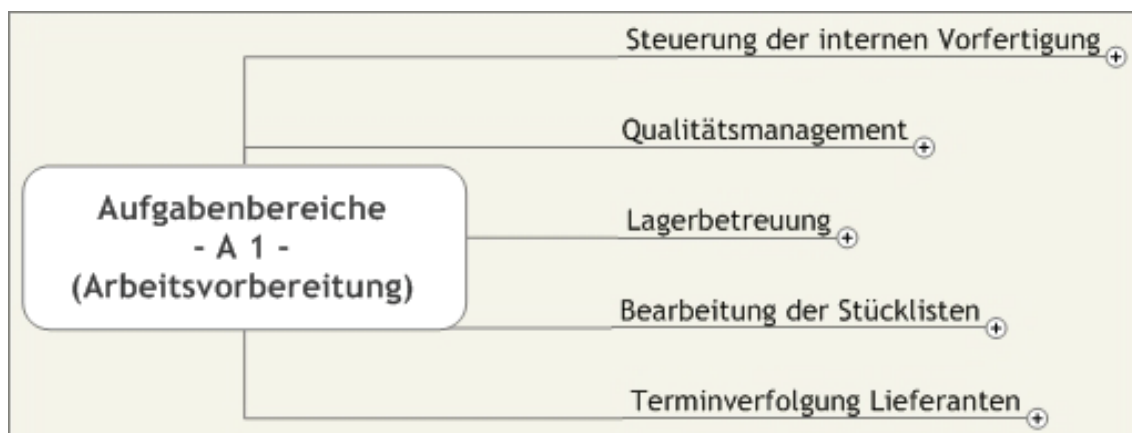 Steuerung der internen Vorfertigung
Qualitätsmanagement
Aufgabenbereiche
- A 1 -
(Arbeitsvorbereitung)
Lagerbetreuung
Bearbeitung der Stücklisten
Terminverfolgung Lieferanten